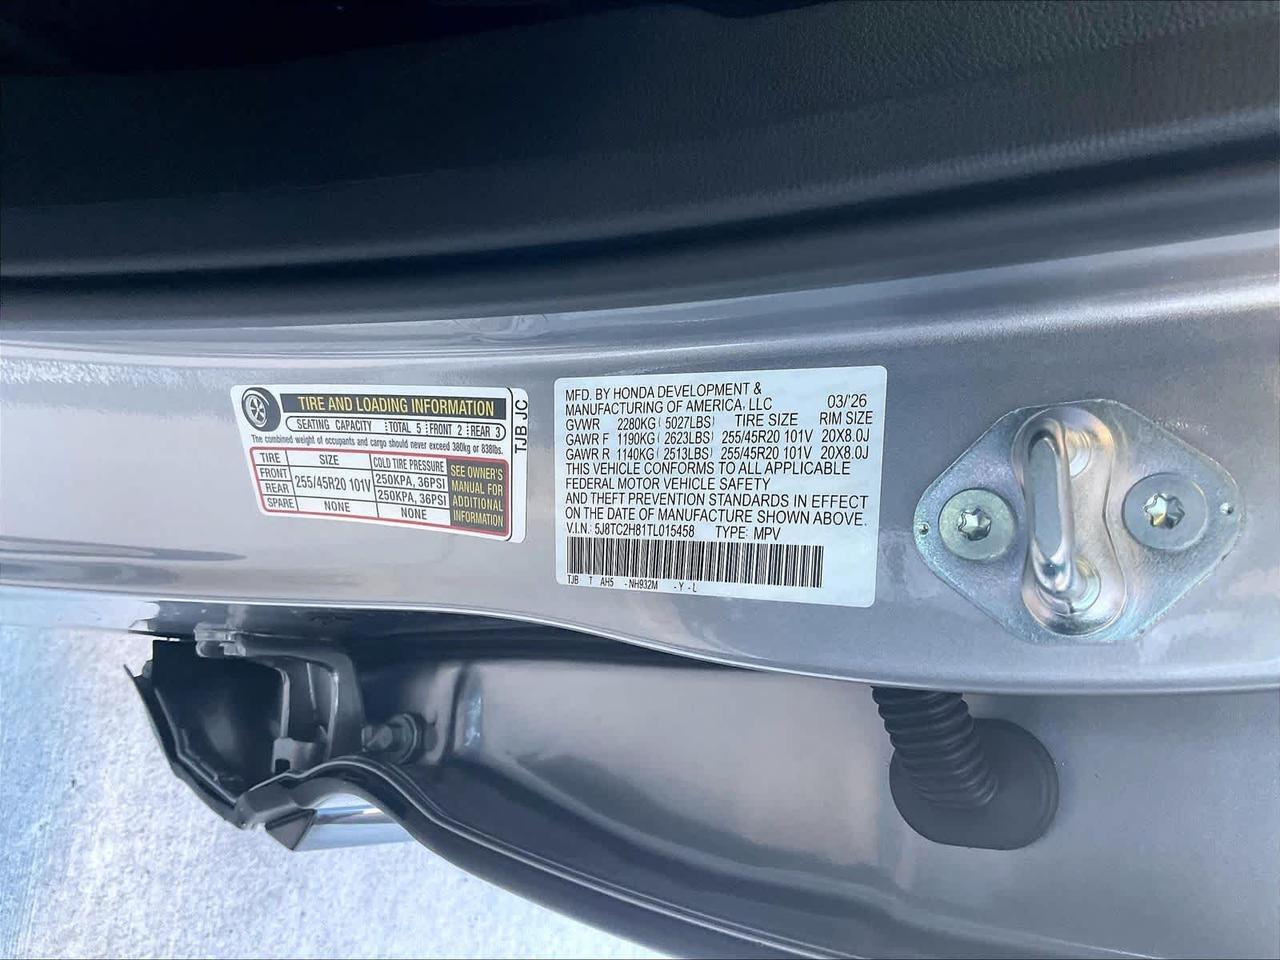 TIRE AND LOADING INFORMATION
SEATING CAPACITY TOTAL 5 FRONT 2 REAR 3
The combined weight of occupants and cargo should never exceed 380kg or 838lbs.
TIRE SIZE COLD TIRE PRESSURE
FRONT 255/45R20 101V 250KPA, 36PSI
REAR 250KPA, 36PSI
SPARE NONE NONE
SEE OWNER'S
MANUAL FOR
ADDITIONAL
INFORMATION
TJB JC
MFD. BY HONDA DEVELOPMENT &
MANUFACTURING OF AMERICA, LLC 03/'26
GVWR 2280KG(5027LBS) TIRE SIZE RIM SIZE
GAWR F 1190KG(2623LBS) 255/45R20 101V 20X8.0J
GAWR R 1140KG(2513LBS) 255/45R20 101V 20X8.0J
THIS VEHICLE CONFORMS TO ALL APPLICABLE
FEDERAL MOTOR VEHICLE SAFETY
AND THEFT PREVENTION STANDARDS IN EFFECT
ON THE DATE OF MANUFACTURE SHOWN ABOVE.
V.I.N.: 5J8TC2H81TL015458 TYPE: MPV
TJB T AH5 -NH932M -Y-L